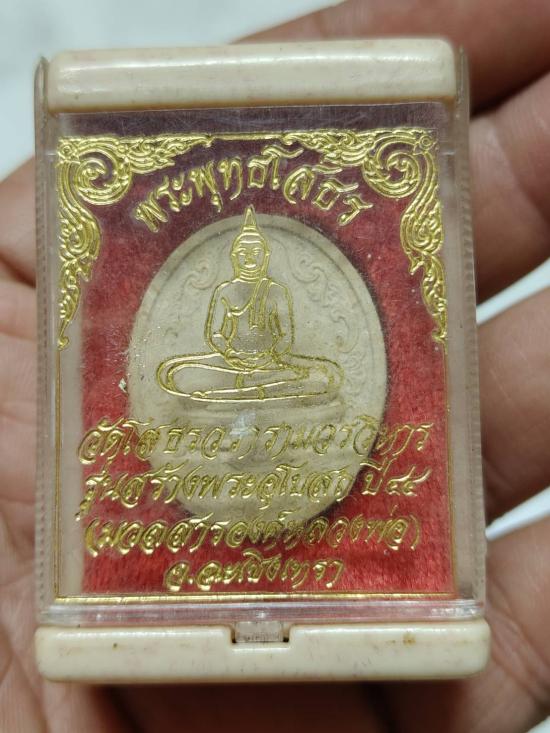 พระพุทธโสธร
วัดโสธรวรารามวรวิหาร
รุ่นสร้างพระอุโบสถ ปี ๔๔
(มวลสารองค์หลวงพ่อ)
จ.ฉะเชิงเทรา